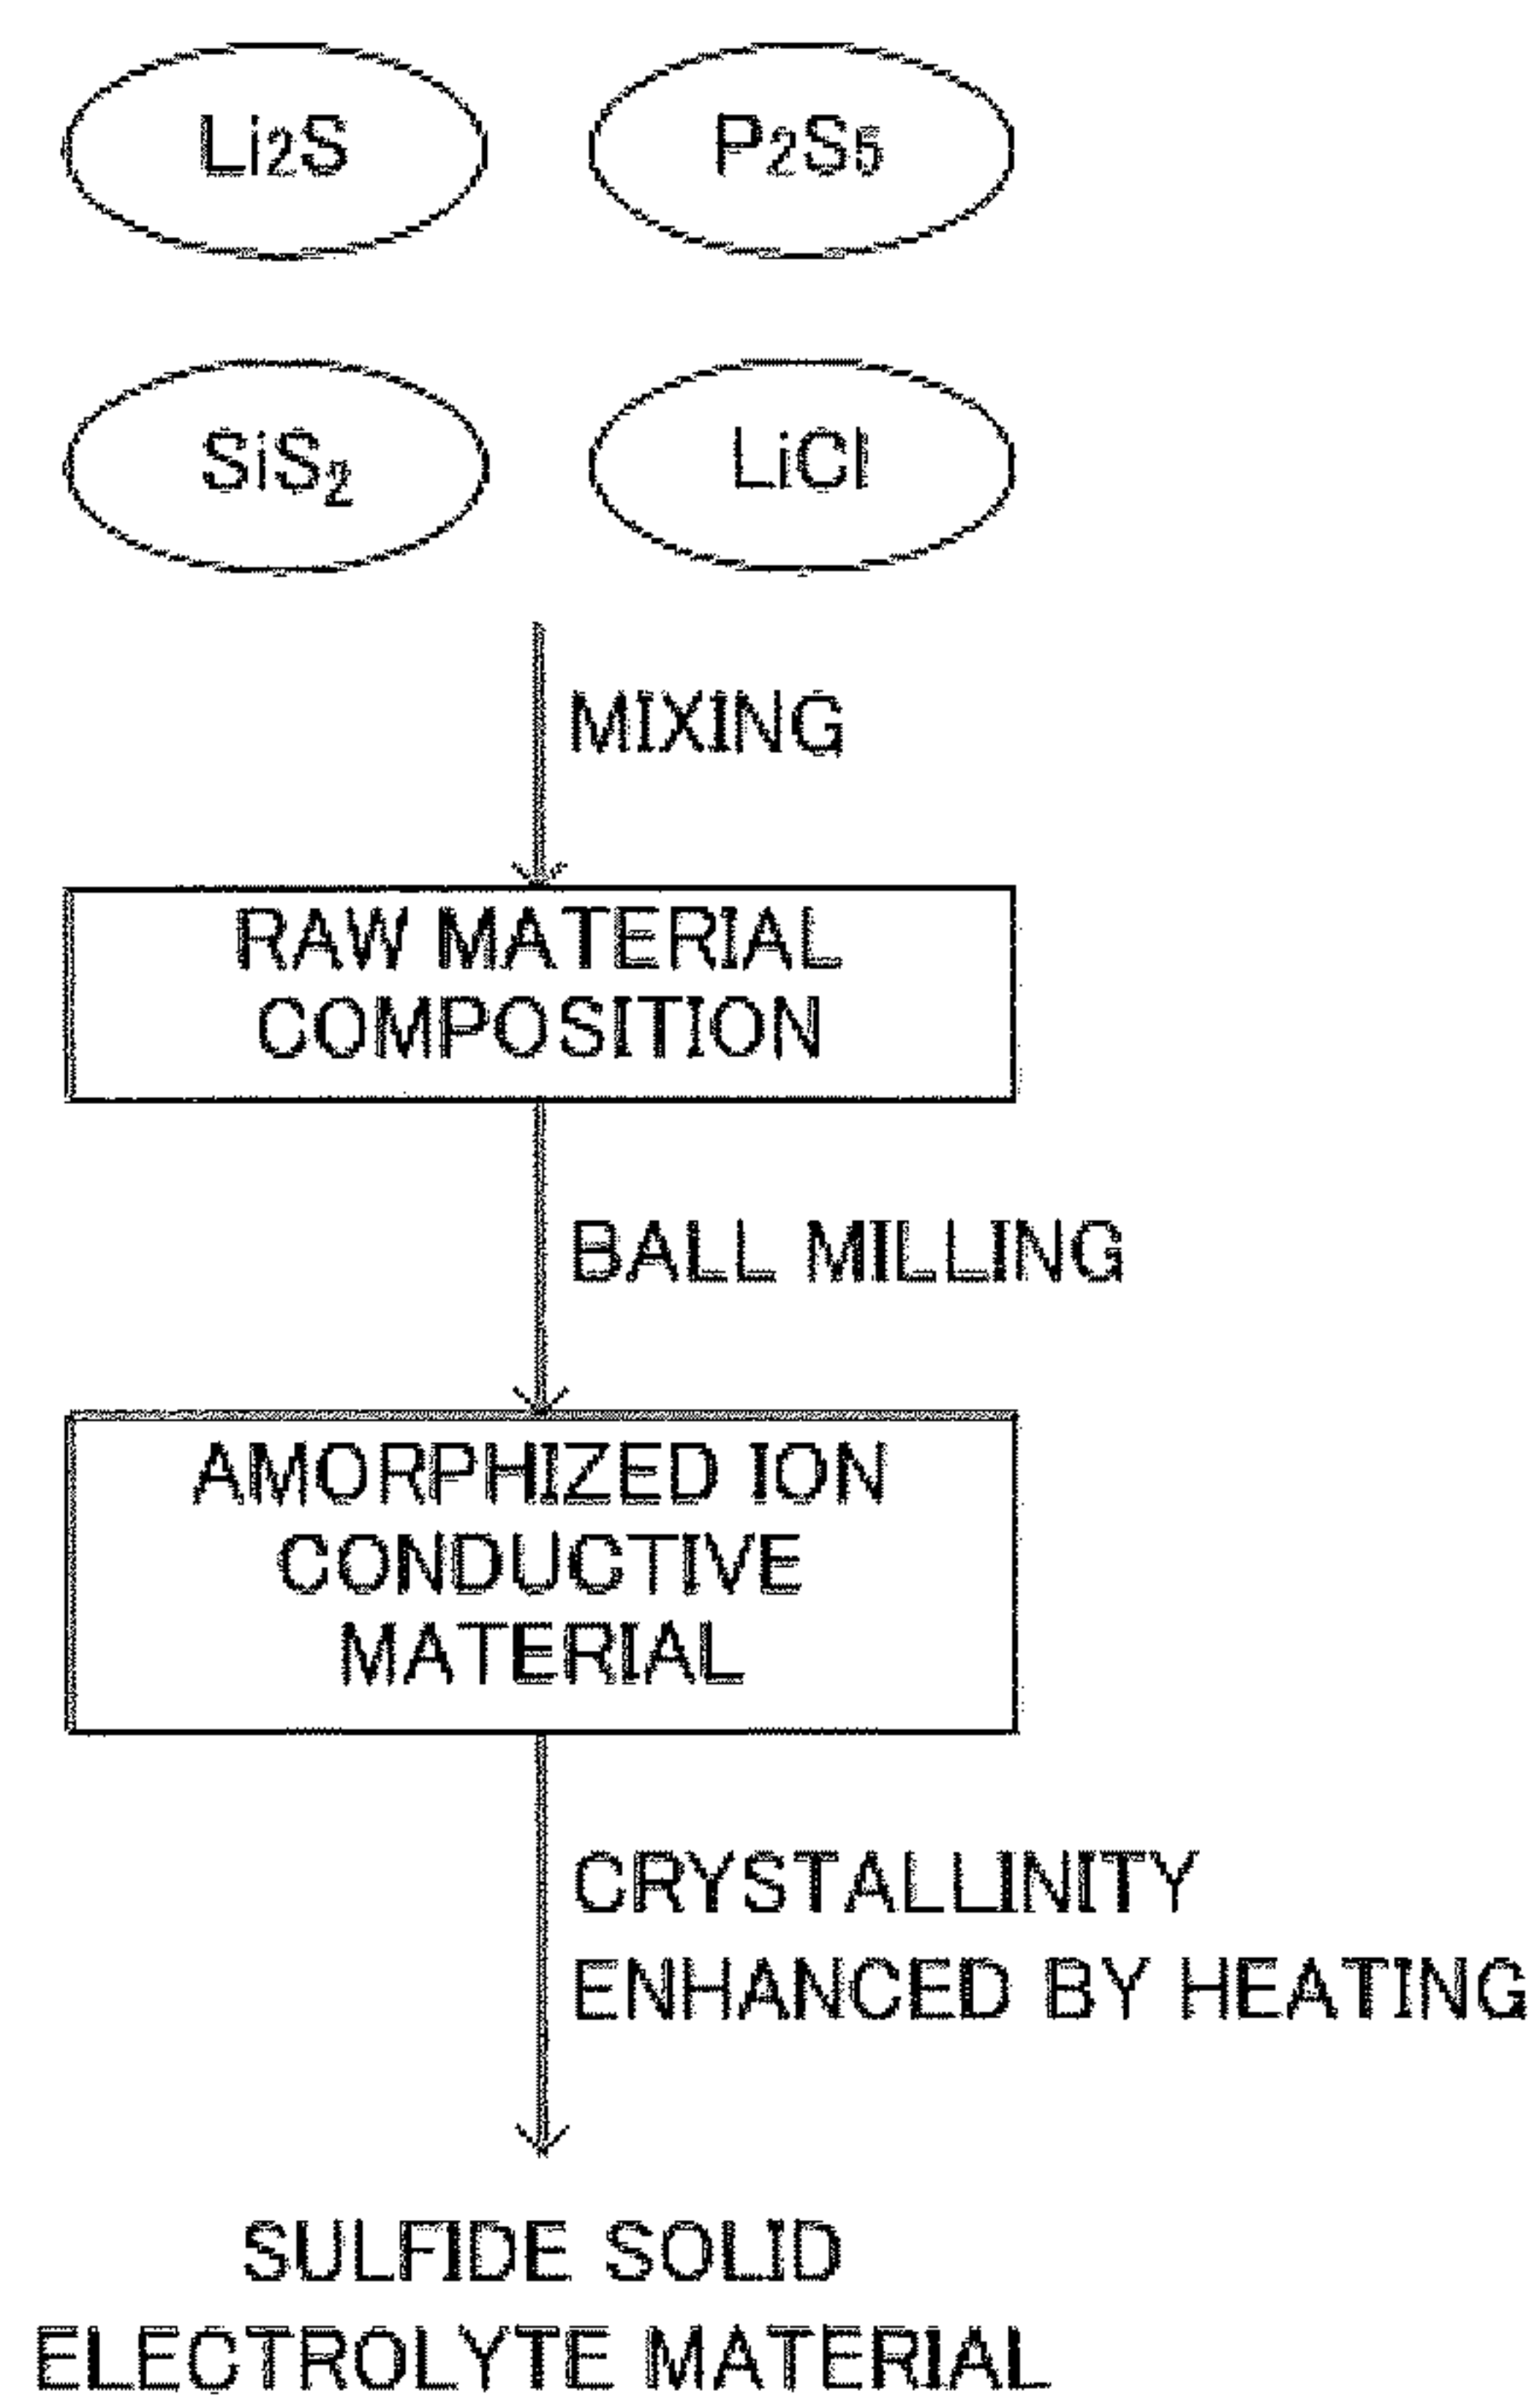 Li2S
P2S5
SiS2
LiCl
MIXING
RAW MATERIAL
COMPOSITION
BALL MILLING
AMORPHIZED ION
CONDUCTIVE
MATERIAL
CRYSTALLINITY
ENHANCED BY HEATING
SULFIDE SOLID
ELECTROLYTE MATERIAL